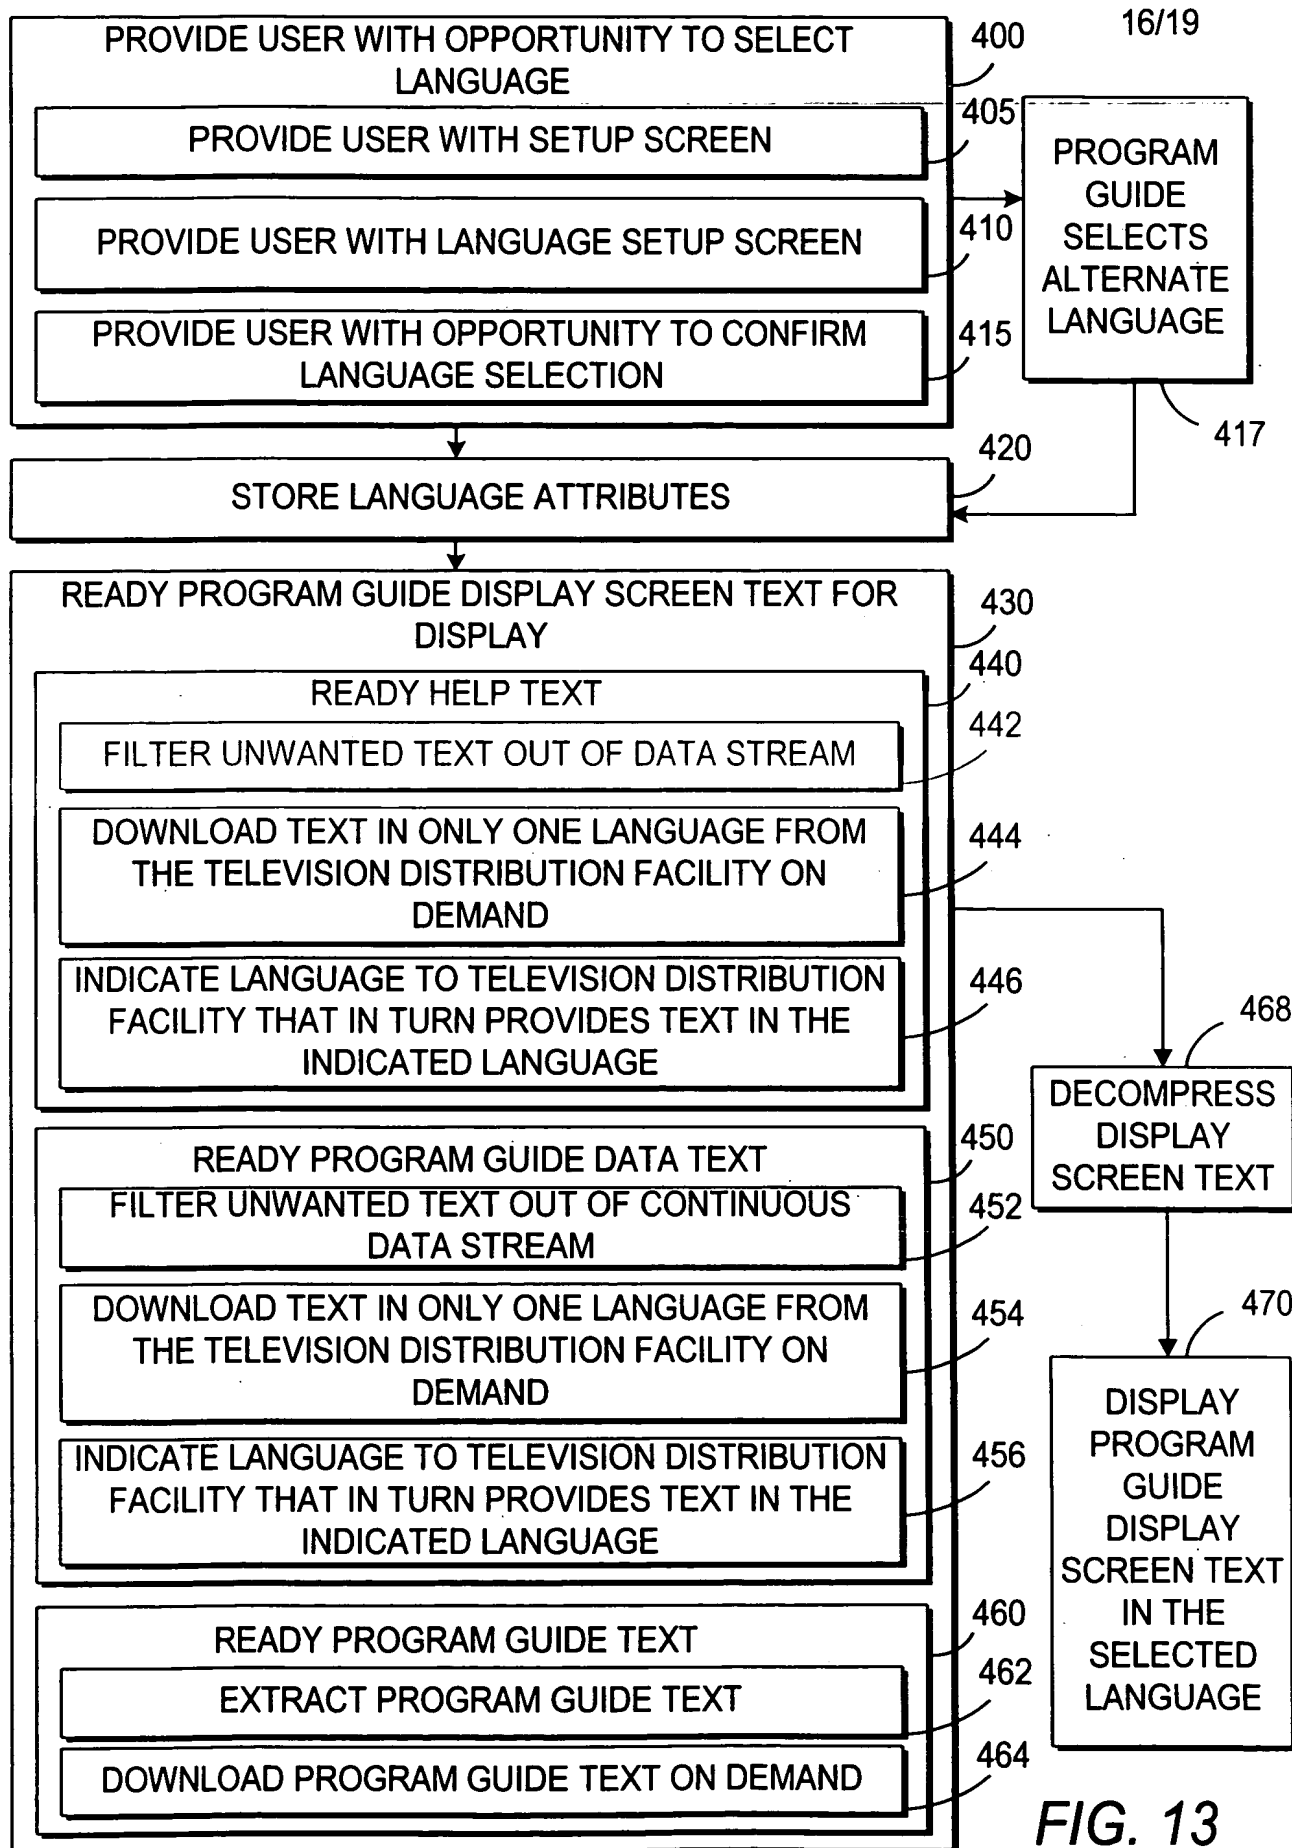 16/19
PROVIDE USER WITH OPPORTUNITY TO SELECT
LANGUAGE
400
PROVIDE USER WITH SETUP SCREEN
405
PROVIDE USER WITH LANGUAGE SETUP SCREEN
410
PROVIDE USER WITH OPPORTUNITY TO CONFIRM
LANGUAGE SELECTION
415
PROGRAM
GUIDE
SELECTS
ALTERNATE
LANGUAGE
417
STORE LANGUAGE ATTRIBUTES
420
READY PROGRAM GUIDE DISPLAY SCREEN TEXT FOR
DISPLAY
430
READY HELP TEXT
440
FILTER UNWANTED TEXT OUT OF DATA STREAM
442
DOWNLOAD TEXT IN ONLY ONE LANGUAGE FROM
THE TELEVISION DISTRIBUTION FACILITY ON
DEMAND
444
INDICATE LANGUAGE TO TELEVISION DISTRIBUTION
FACILITY THAT IN TURN PROVIDES TEXT IN THE
INDICATED LANGUAGE
446
READY PROGRAM GUIDE DATA TEXT
450
FILTER UNWANTED TEXT OUT OF CONTINUOUS
DATA STREAM
452
DOWNLOAD TEXT IN ONLY ONE LANGUAGE FROM
THE TELEVISION DISTRIBUTION FACILITY ON
DEMAND
454
INDICATE LANGUAGE TO TELEVISION DISTRIBUTION
FACILITY THAT IN TURN PROVIDES TEXT IN THE
INDICATED LANGUAGE
456
READY PROGRAM GUIDE TEXT
460
EXTRACT PROGRAM GUIDE TEXT
462
DOWNLOAD PROGRAM GUIDE TEXT ON DEMAND
464
468
DECOMPRESS
DISPLAY
SCREEN TEXT
470
DISPLAY
PROGRAM
GUIDE
DISPLAY
SCREEN TEXT
IN THE
SELECTED
LANGUAGE
FIG. 13